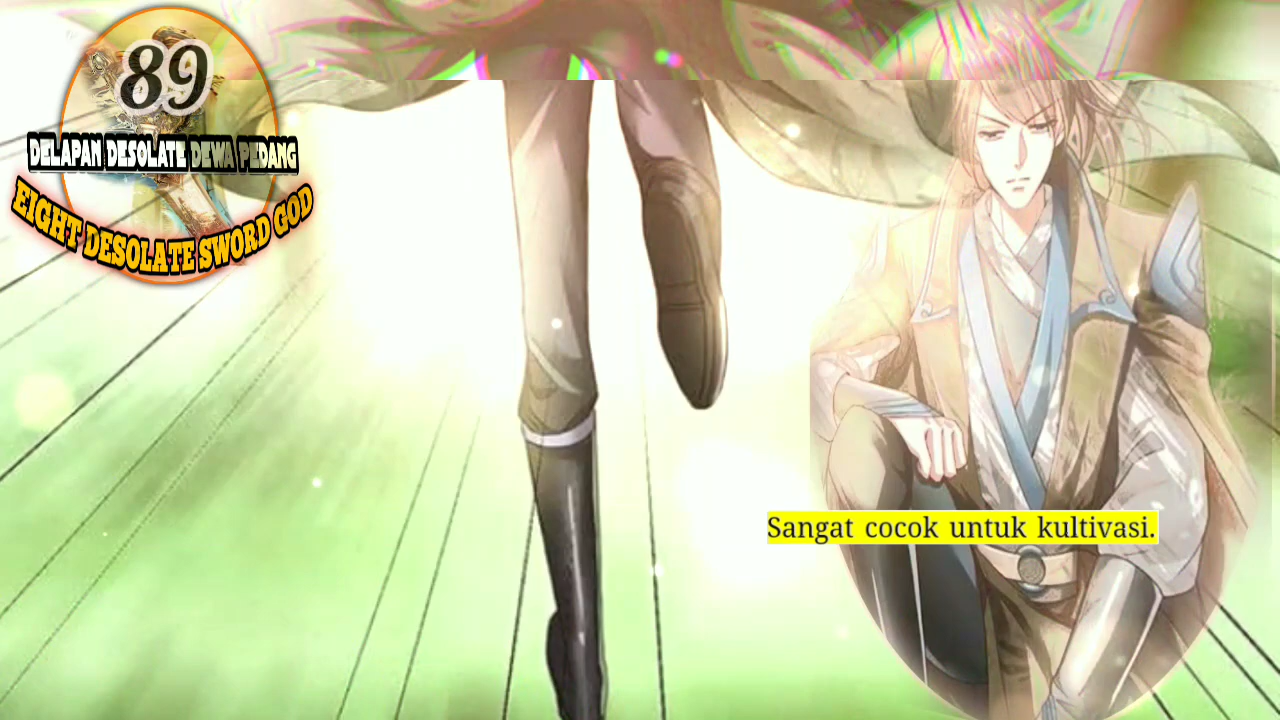 89
DELAPAN DESOLATE DEWA PEDANG
EIGHT DESOLATE SWORD GOD
Sangat cocok untuk kultivasi.